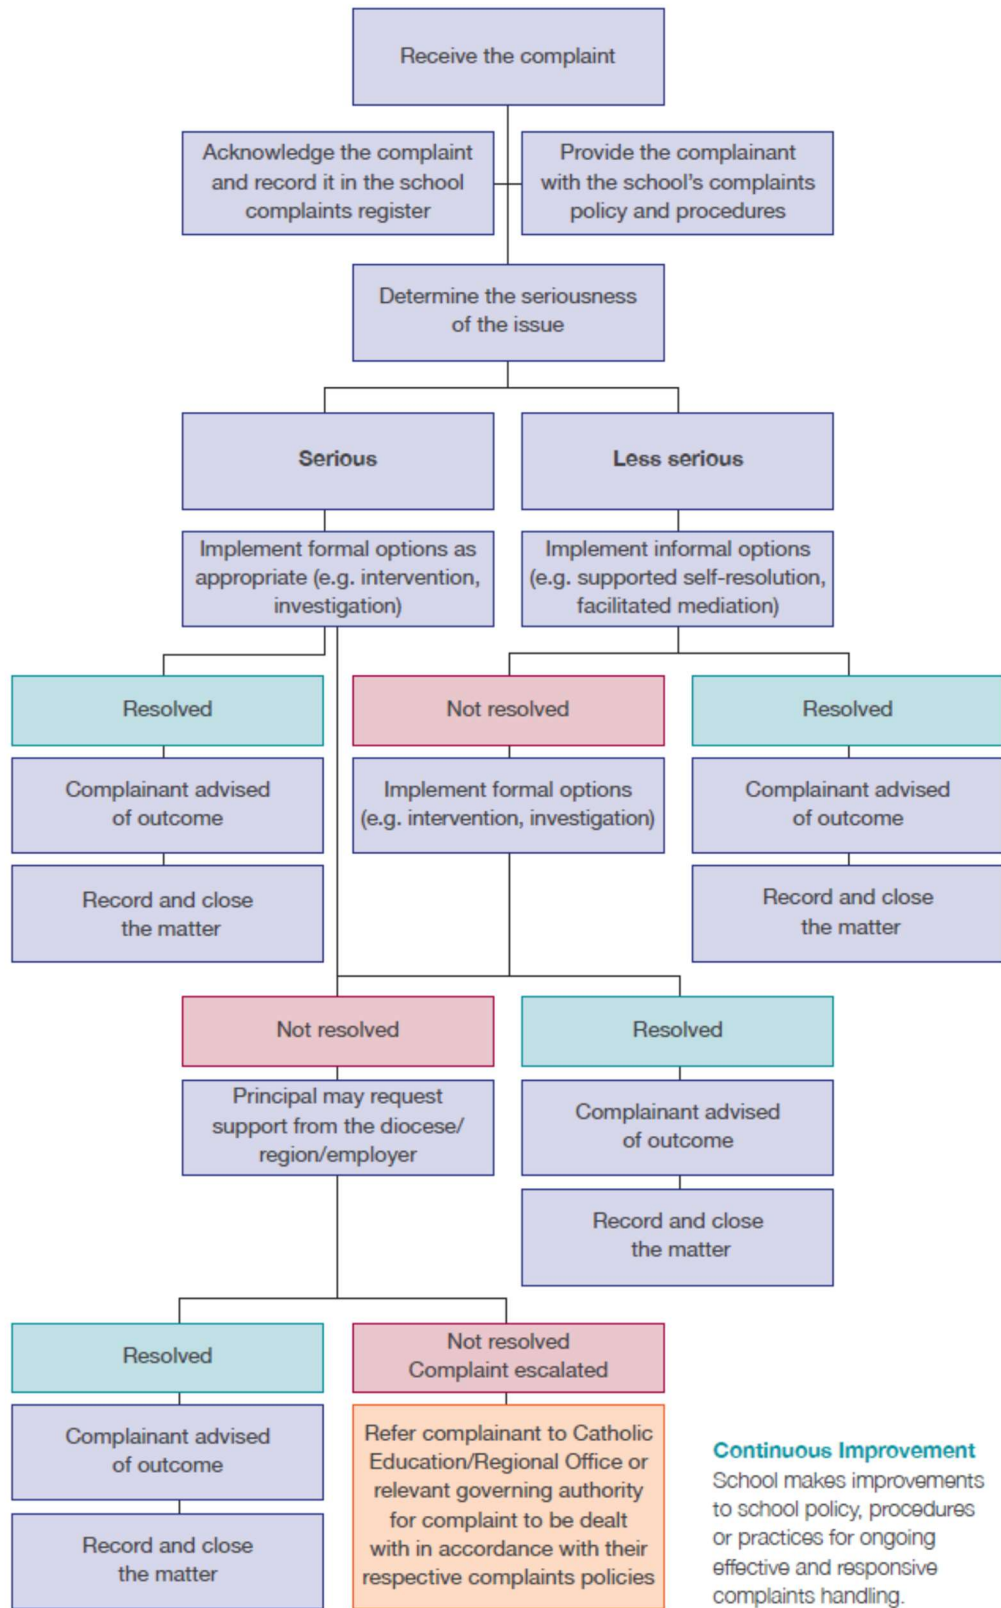 Receive the complaint
Acknowledge the complaint
and record it in the school
complaints register
Provide the complainant
with the school's complaints
policy and procedures
Determine the seriousness
of the issue
Serious
Less serious
Implement formal options as
appropriate (e.g. intervention,
investigation)
Implement informal options
(e.g. supported self-resolution,
facilitated mediation)
Resolved
Not resolved
Resolved
Complainant advised
of outcome
Implement formal options
(e.g. intervention, investigation)
Complainant advised
of outcome
Record and close
the matter
Record and close
the matter
Not resolved
Resolved
Principal may request
support from the diocese/
region/employer
Complainant advised
of outcome
Record and close
the matter
Resolved
Not resolved
Complaint escalated
Complainant advised
of outcome
Refer complainant to Catholic
Education/Regional Office or
relevant governing authority
for complaint to be dealt
with in accordance with their
respective complaints policies
Record and close
the matter
Continuous Improvement
School makes improvements
to school policy, procedures
or practices for ongoing
effective and responsive
complaints handling.